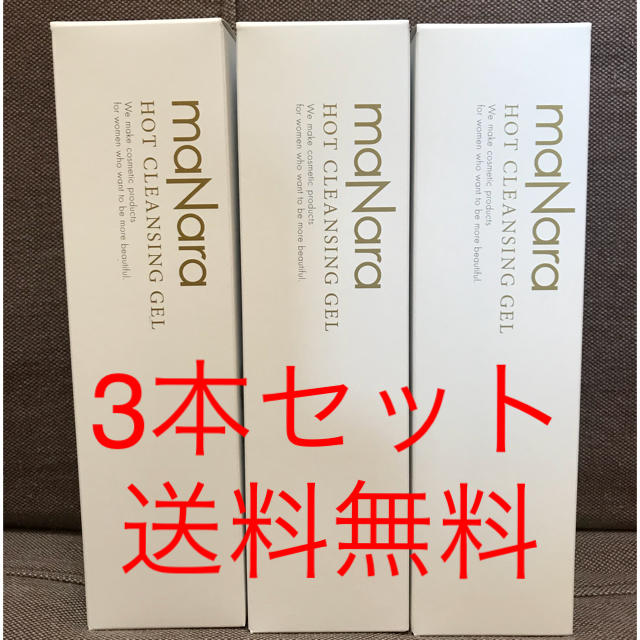 maNara
HOT CLEANSING GEL
We make cosmetic products
for women who want to be more beautiful.
maNara
HOT CLEANSING GEL
We make cosmetic products
for women who want to be more beautiful.
maNara
HOT CLEANSING GEL
We make cosmetic products
for women who want to be more beautiful.
3本セット
送料無料